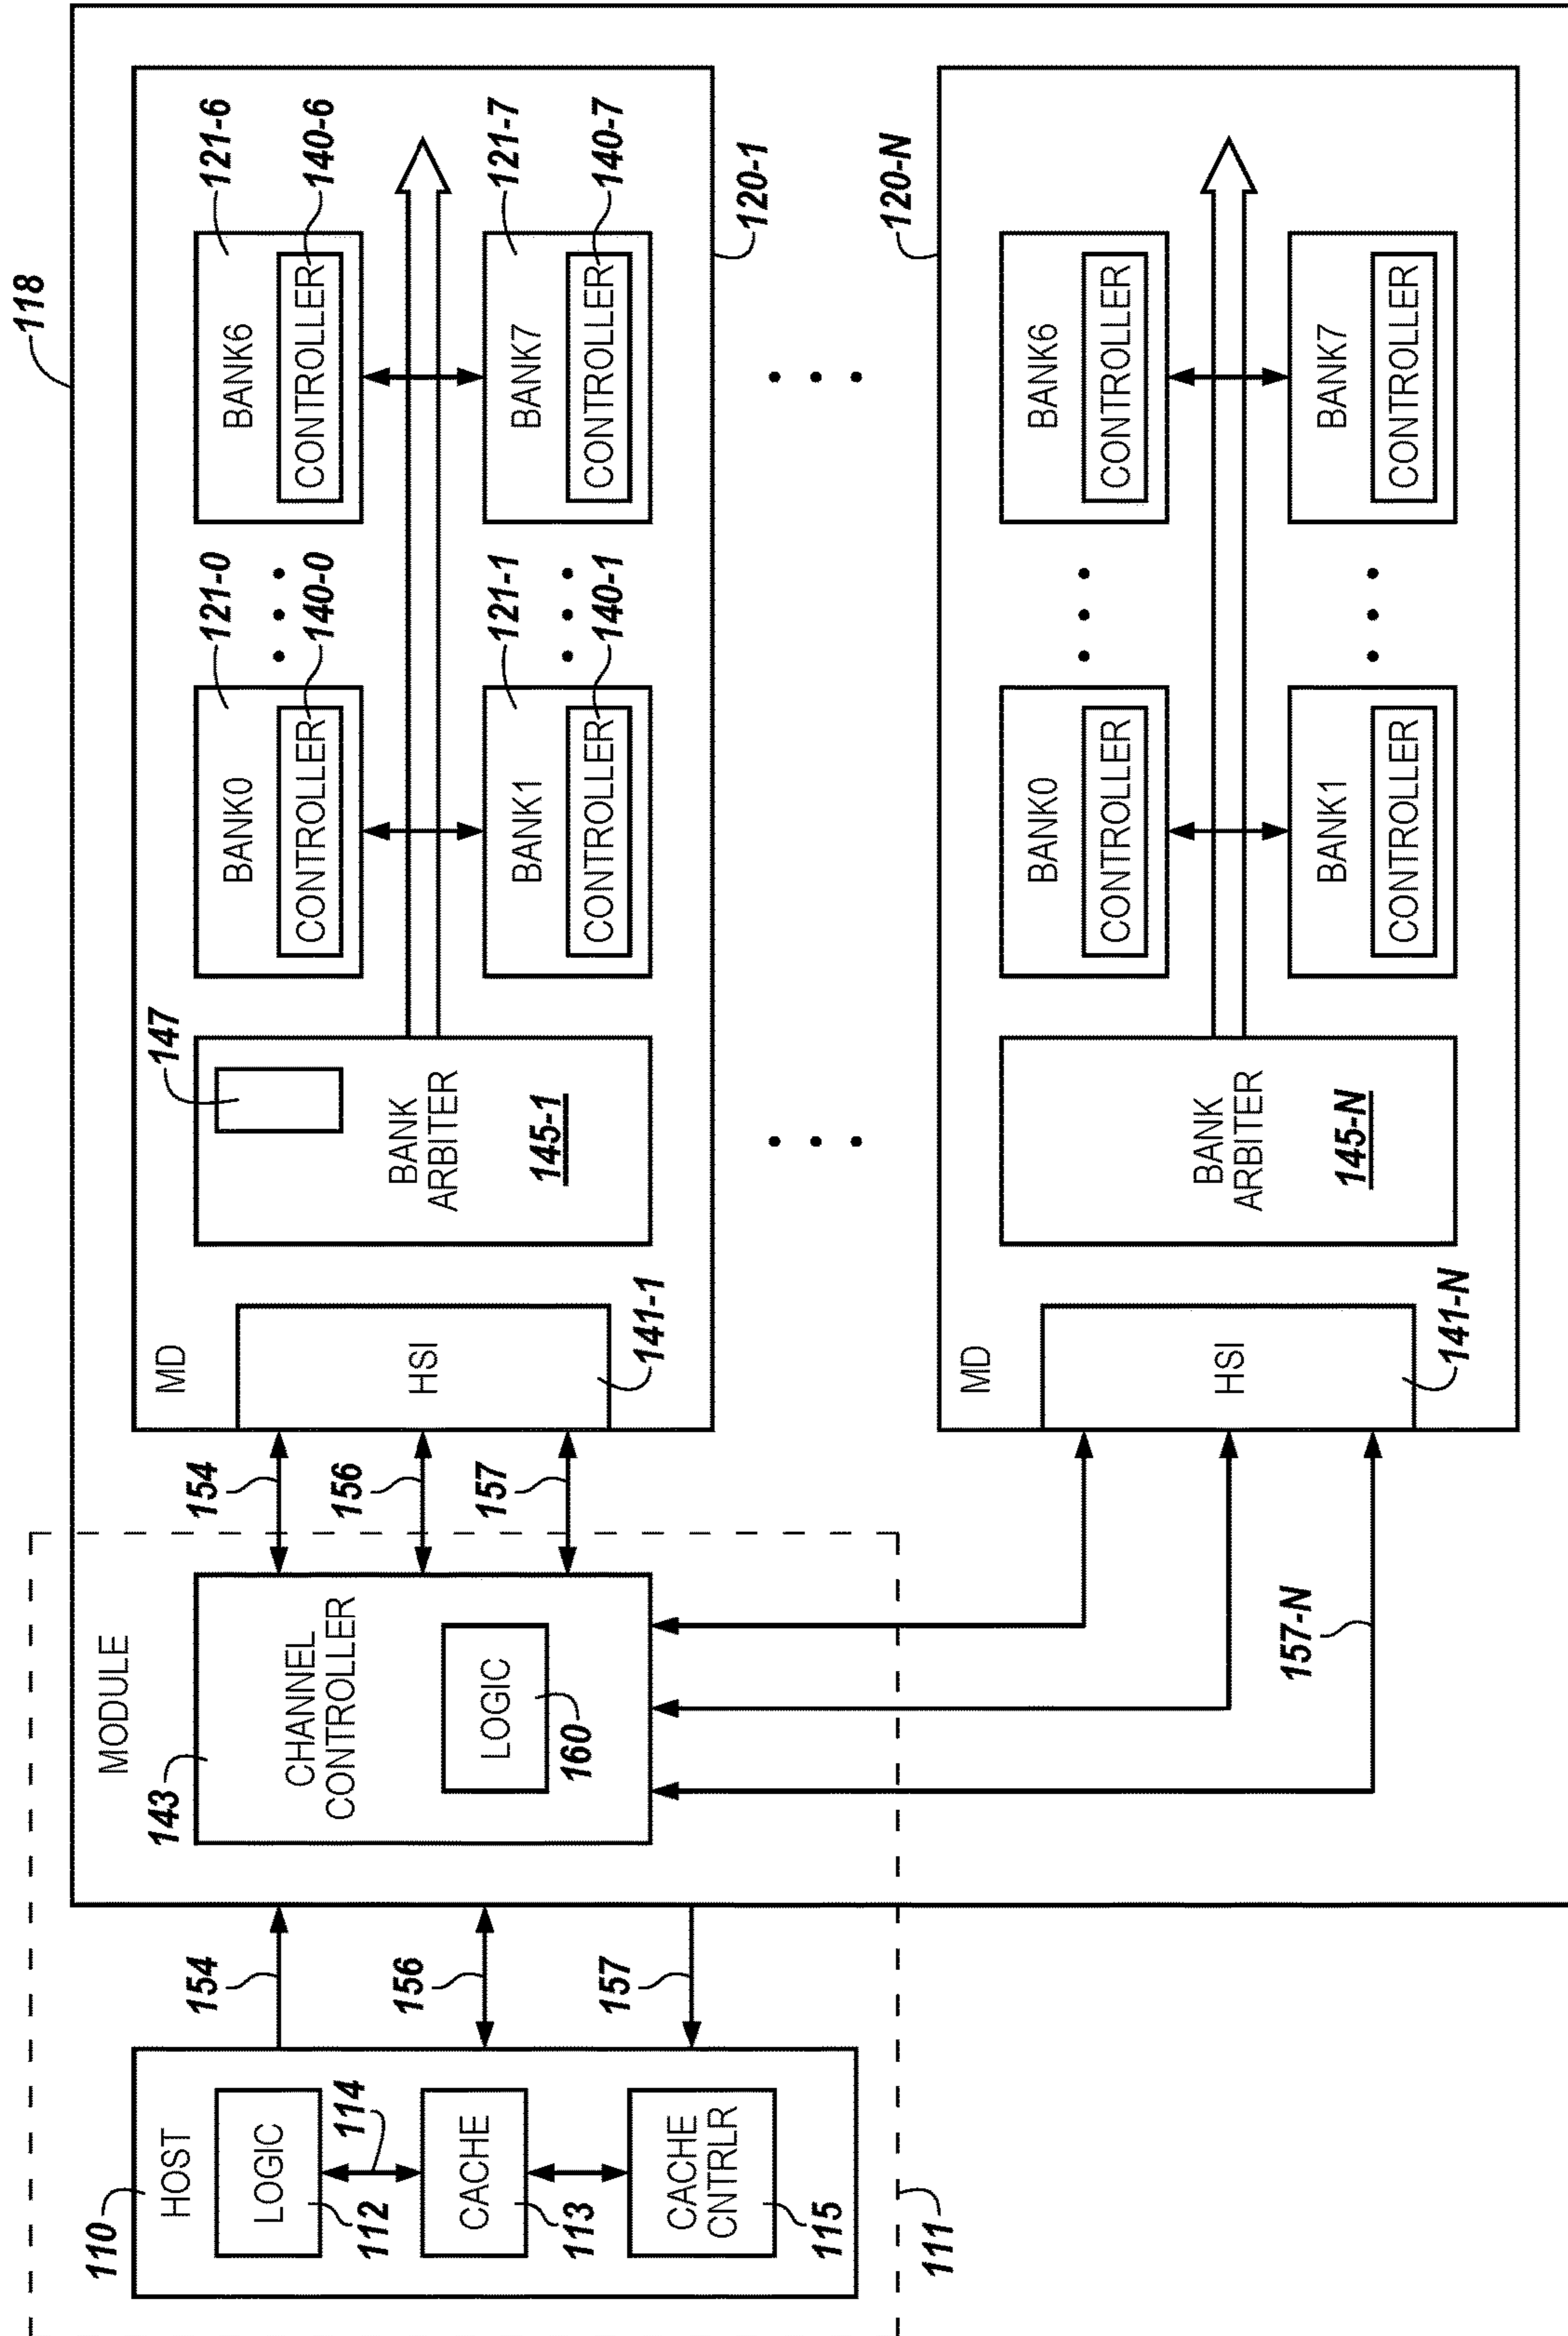 118
MODULE
143
CHANNEL
CONTROLLER
LOGIC
160
110
HOST
LOGIC
112
114
CACHE
113
CACHE
CNTRLR
115
111
154
156
157
154
156
157
157-N
MD
HSI
141-1
147
BANK
ARBITER
145-1
BANK0
CONTROLLER
121-0
140-0
BANK6
CONTROLLER
121-6
140-6
BANK1
CONTROLLER
121-1
140-1
BANK7
CONTROLLER
121-7
140-7
120-1
120-N
MD
HSI
141-N
BANK
ARBITER
145-N
BANK0
CONTROLLER
BANK6
CONTROLLER
BANK1
CONTROLLER
BANK7
CONTROLLER